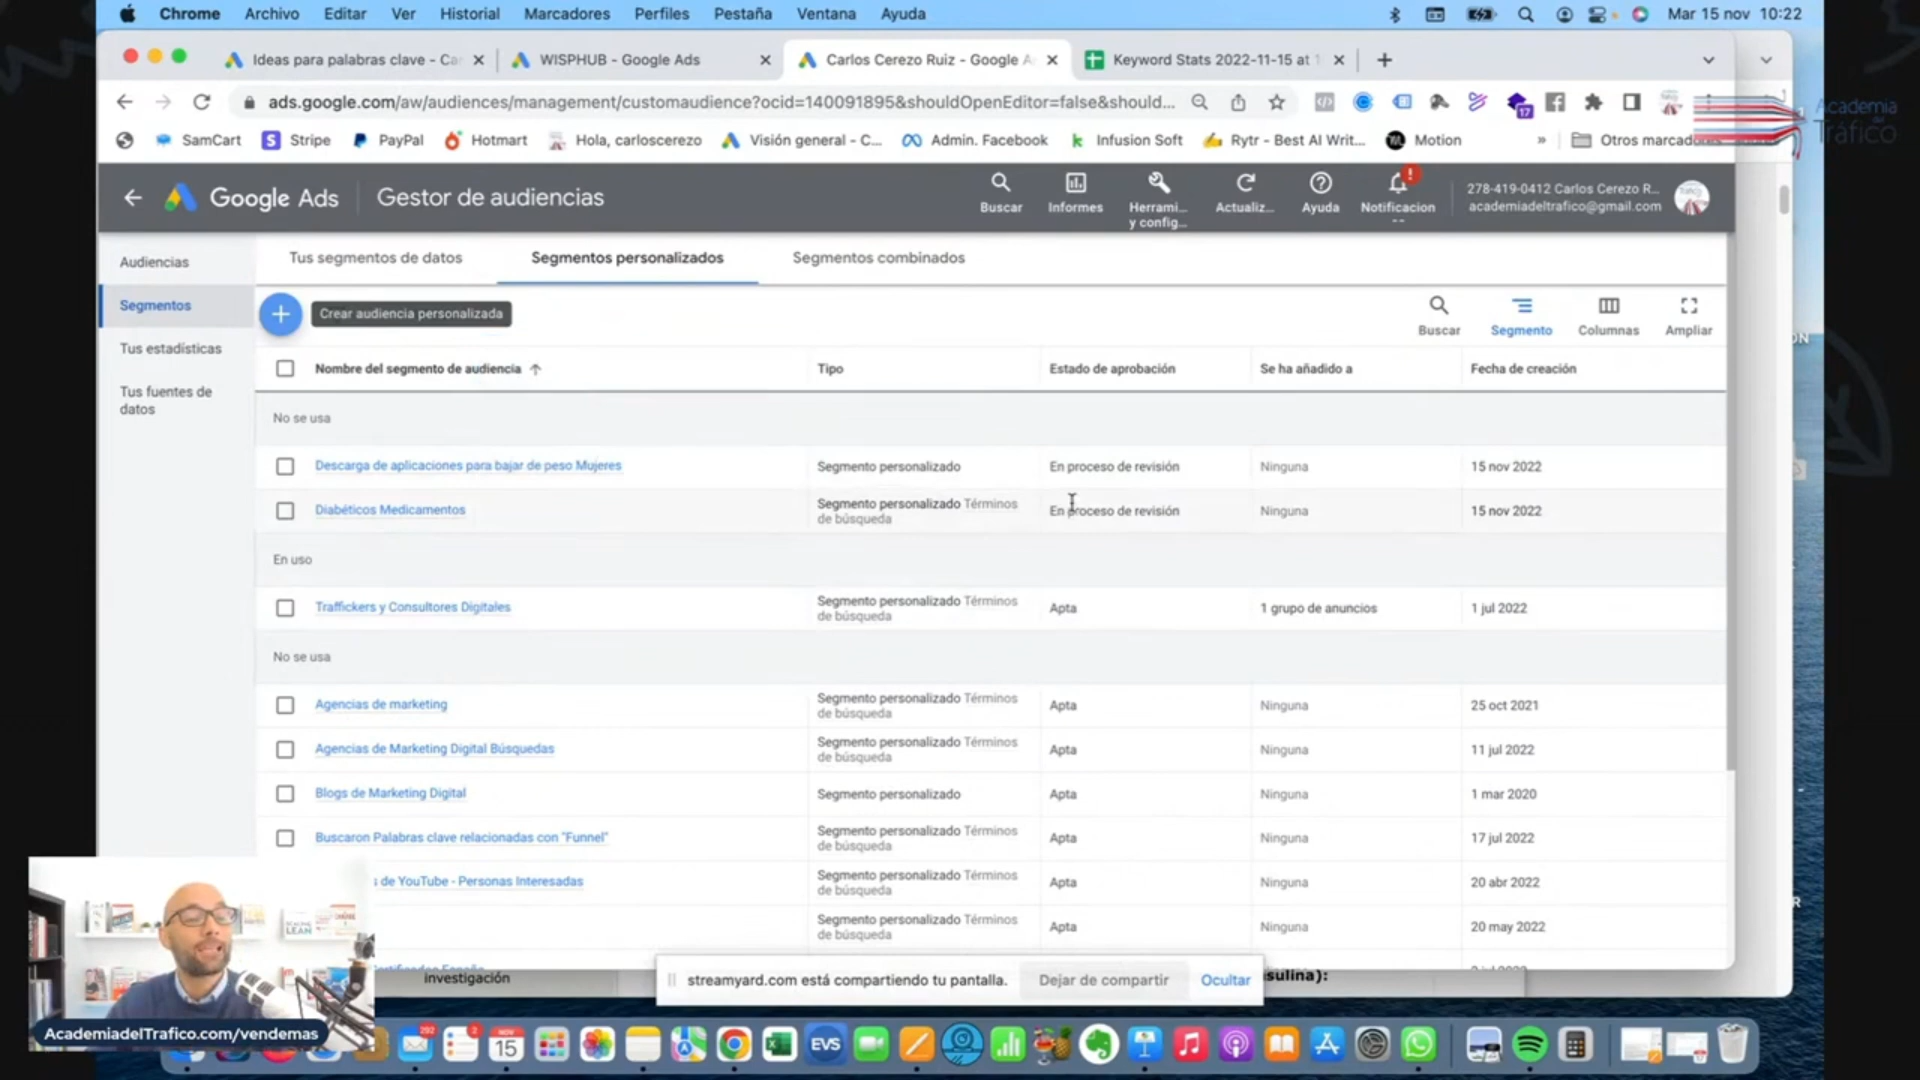 Chrome Archivo Editar Ver Historial Marcadores Perfiles Pestaña Ventana Ayuda
Mar 15 nov 10:22
Ideas para palabras clave - Ca
WISPHUB - Google Ads
Carlos Cerezo Ruiz - Google A
Keyword Stats 2022-11-15 at 1
ads.google.com/aw/audiences/management/customaudience?ocid=140091895&shouldOpenEditor=false&should...
17
SamCart Stripe PayPal Hotmart Hola, carloscerezo Visión general - C... Admin. Facebook Infusion Soft Rytr - Best AI Writ... Motion » Otros marcado
Academia del Tráfico
Google Ads Gestor de audiencias
Buscar
Informes
Herrami... y config...
Actualiz...
Ayuda
Notificacion
278-419-0412 Carlos Cerezo R...
academiadeltrafico@gmail.com
Audiencias
Segmentos
Tus estadísticas
Tus fuentes de
datos
Tus segmentos de datos Segmentos personalizados Segmentos combinados
Crear audiencia personalizada
Buscar Segmento Columnas Ampliar
Nombre del segmento de audiencia Tipo Estado de aprobación Se ha añadido a Fecha de creación
No se usa
Descarga de aplicaciones para bajar de peso Mujeres Segmento personalizado En proceso de revisión Ninguna 15 nov 2022
Diabéticos Medicamentos Segmento personalizado Términos de búsqueda En proceso de revisión Ninguna 15 nov 2022
En uso
Traffickers y Consultores Digitales Segmento personalizado Términos de búsqueda Apta 1 grupo de anuncios 1 jul 2022
No se usa
Agencias de marketing Segmento personalizado Términos de búsqueda Apta Ninguna 25 oct 2021
Agencias de Marketing Digital Búsquedas Segmento personalizado Términos de búsqueda Apta Ninguna 11 jul 2022
Blogs de Marketing Digital Segmento personalizado Apta Ninguna 1 mar 2020
Buscaron Palabras clave relacionadas con "Funnel" Segmento personalizado Términos de búsqueda Apta Ninguna 17 jul 2022
s de YouTube - Personas Interesadas Segmento personalizado Términos de búsqueda Apta Ninguna 20 abr 2022
Segmento personalizado Términos de búsqueda Apta Ninguna 20 may 2022
investigación
streamyard.com está compartiendo tu pantalla. Dejar de compartir Ocultar
sulina):
AcademiadelTrafico.com/vendemas
292
2
NOV
15
EVS